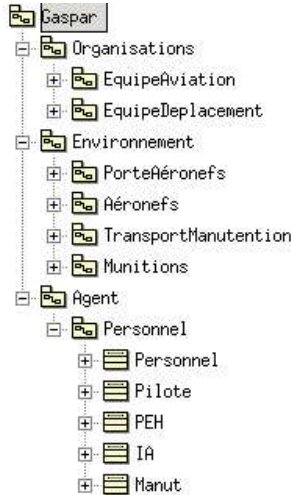 Gaspar
Organisations
EquipeAviation
EquipeDeplacement
Environnement
PorteAéronefs
Aéronefs
TransportManutention
Munitions
Agent
Personnel
Personnel
Pilote
PEH
IA
Manut